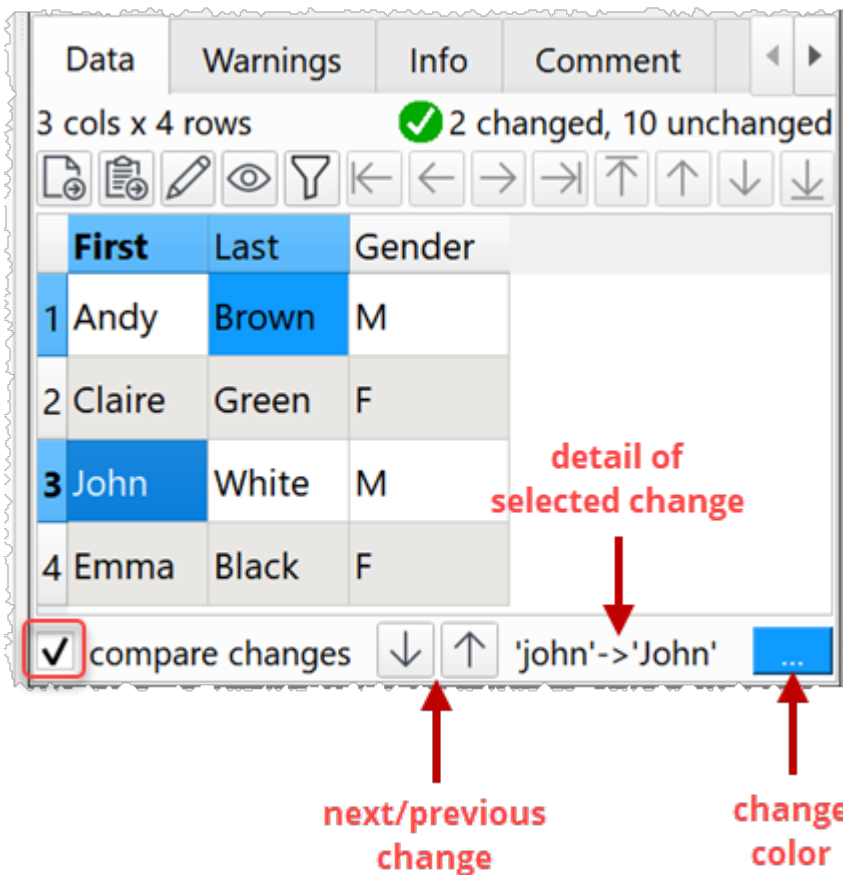 Data Warnings Info Comment
3 cols x 4 rows 2 changed, 10 unchanged
First Last Gender
1 Andy Brown M
2 Claire Green F
3 John White M
4 Emma Black F
detail of
selected change
compare changes 'john'->'John' ...
next/previous
change
change
color